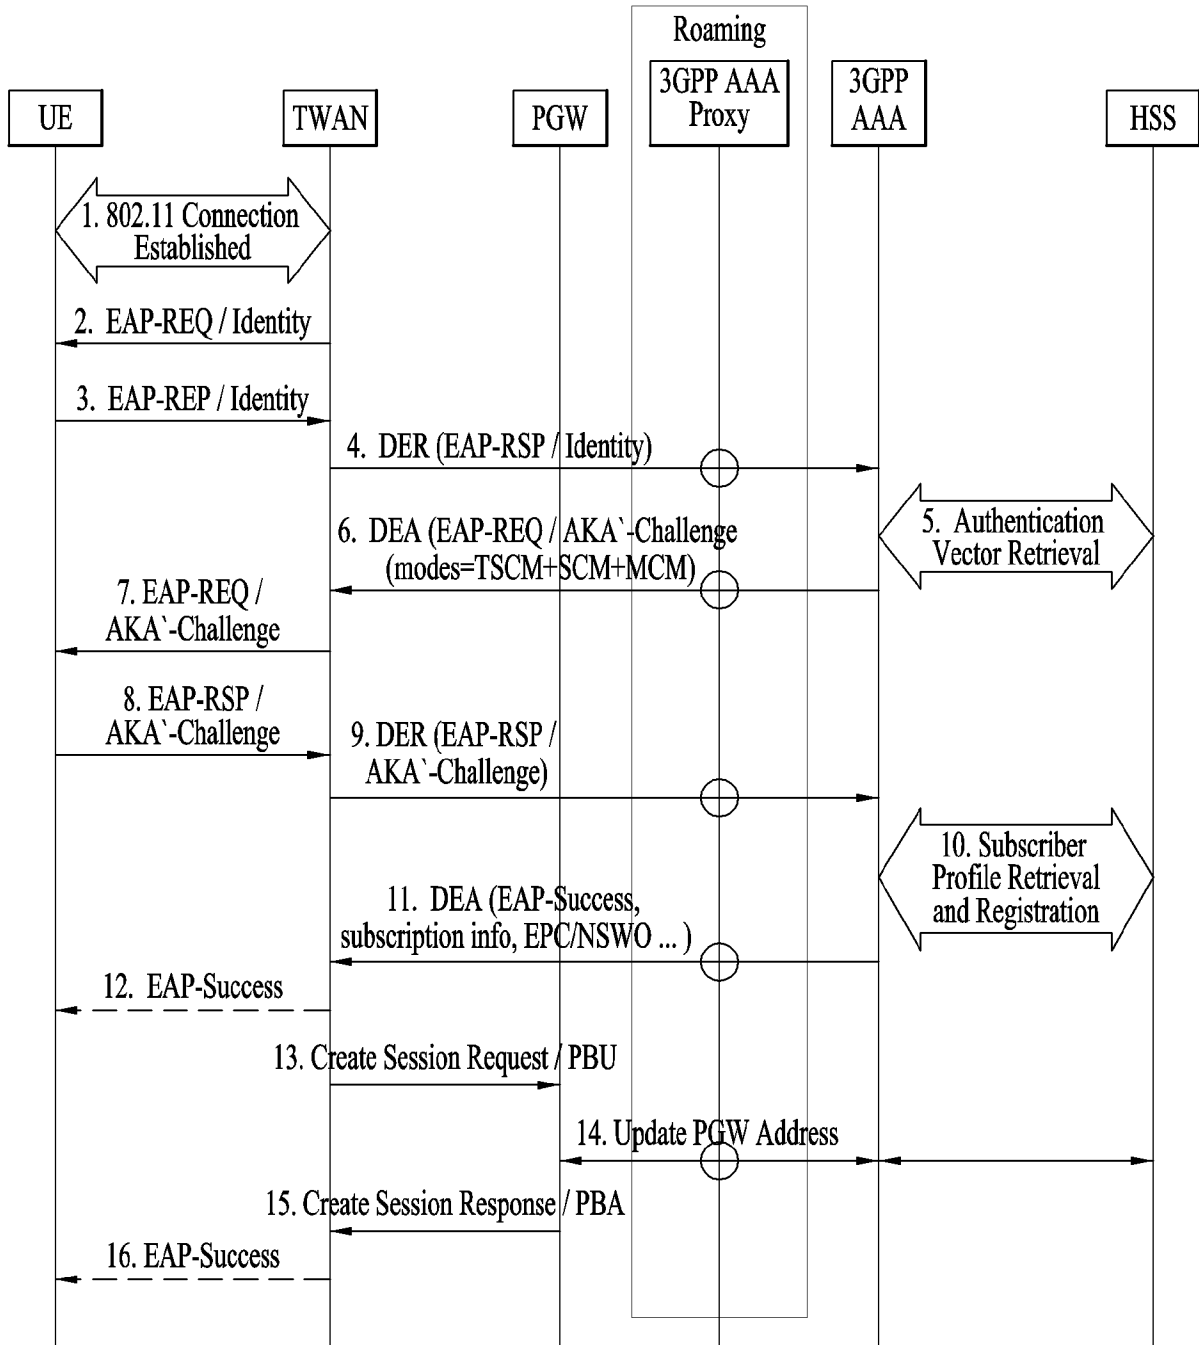 Roaming
UE
TWAN
PGW
3GPP AAA
Proxy
3GPP
AAA
HSS
1. 802.11 Connection
Established
2. EAP-REQ / Identity
3. EAP-REP / Identity
4. DER (EAP-RSP / Identity)
5. Authentication
Vector Retrieval
6. DEA (EAP-REQ / AKA`-Challenge
(modes=TSCM+SCM+MCM)
7. EAP-REQ /
AKA`-Challenge
8. EAP-RSP /
AKA`-Challenge
9. DER (EAP-RSP /
AKA`-Challenge)
10. Subscriber
Profile Retrieval
and Registration
11. DEA (EAP-Success,
subscription info, EPC/NSWO ... )
12. EAP-Success
13. Create Session Request / PBU
14. Update PGW Address
15. Create Session Response / PBA
16. EAP-Success